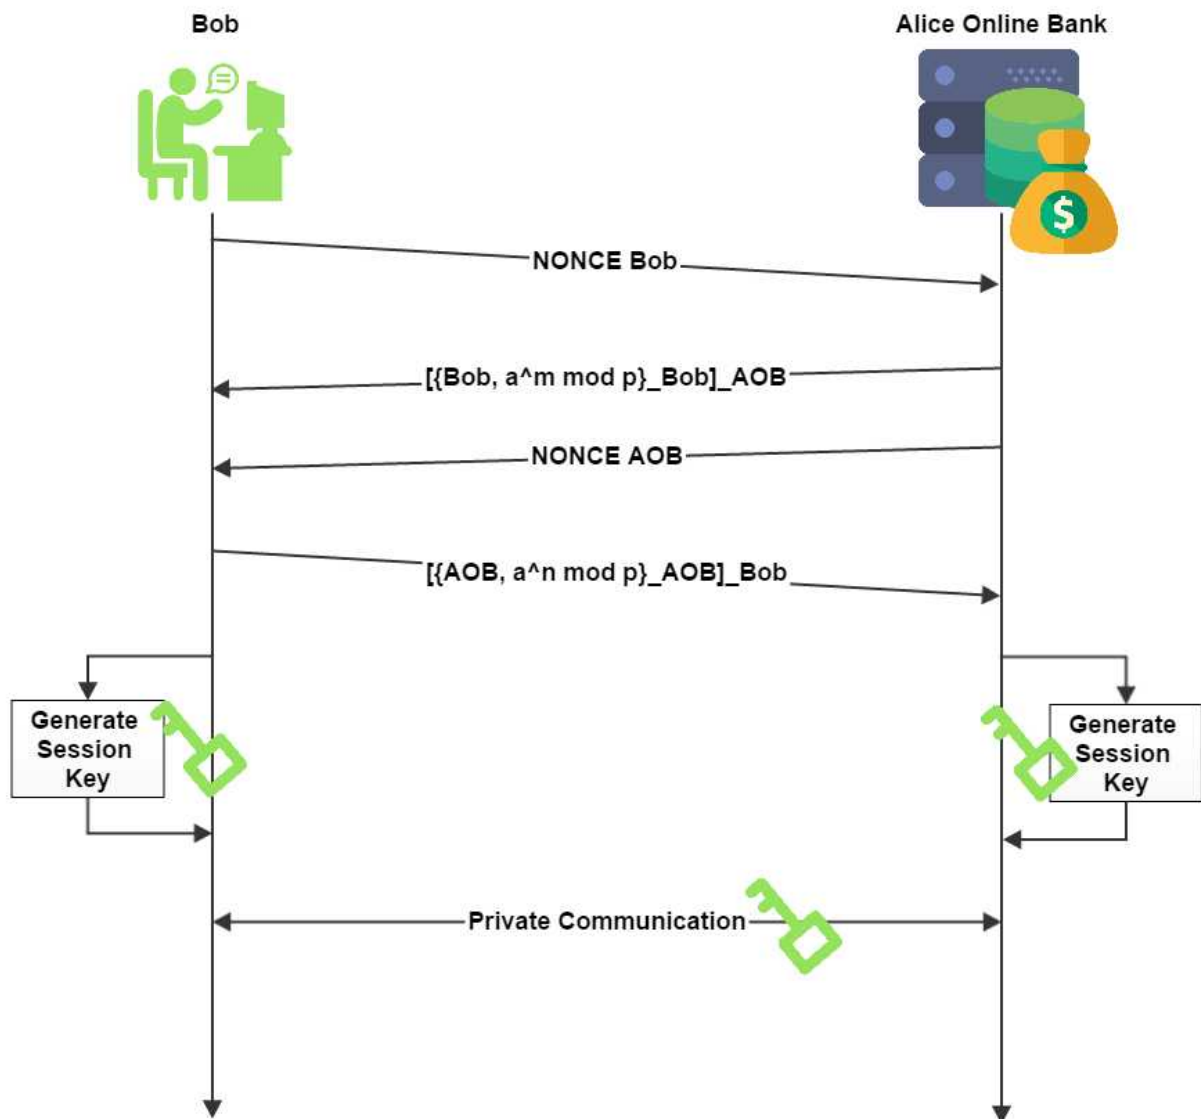 Bob
Alice Online Bank
$
NONCE Bob
[{Bob, a^m mod p}_Bob]_AOB
NONCE AOB
[{AOB, a^n mod p}_AOB]_Bob
Generate
Session
Key
Generate
Session
Key
Private Communication